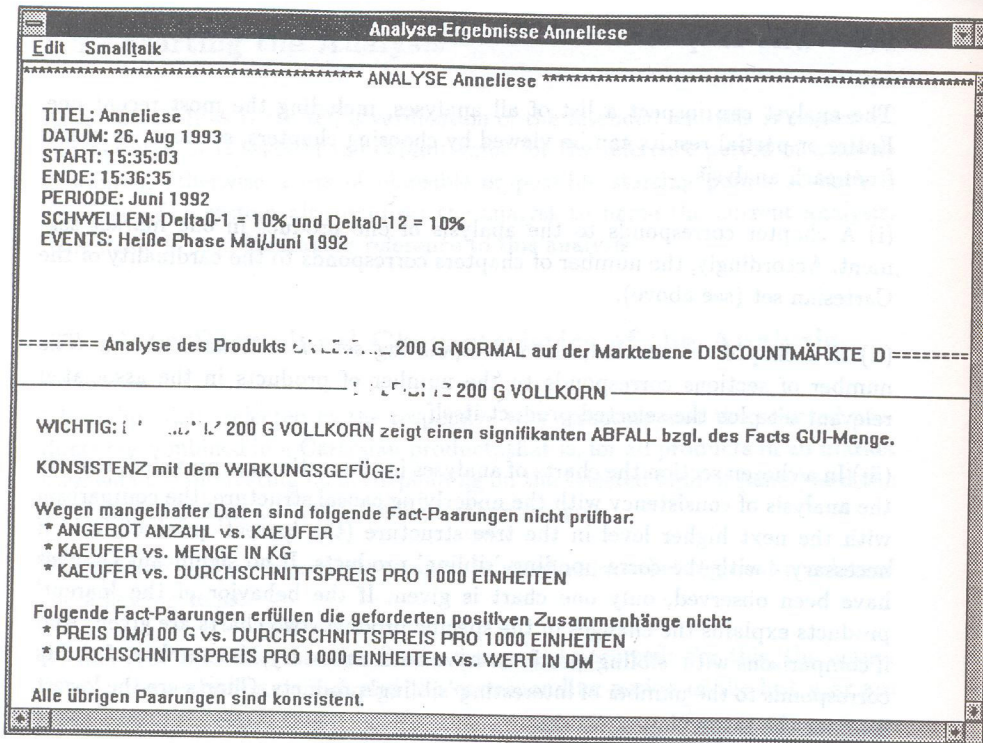 Analyse-Ergebnisse Anneliese
Edit Smalltalk
************************************ ANALYSE Anneliese ************************************************
TITEL: Anneliese
DATUM: 26. Aug 1993
START: 15:35:03
ENDE: 15:36:35
PERIODE: Juni 1992
SCHWELLEN: Delta0-1 = 10% und Delta0-12 = 0%
EVENTS: Heiße Phase Mai/Juni 1992
======== Analyse des Produkts 200 G NORMAL auf der Marktebene DISCOUNTMÄRKTE D ========
200 G VOLLKORN
WICHTIG: 200 G VOLLKORN zeigt einen signifikanten ABFALL bzgl. des Facts GUI-Menge.
KONSISTENZ mit dem WIRKUNGSGEFÜGE:
Wegen mangelhafter Daten sind folgende Fact-Paarungen nicht prüfbar:
* ANGEBOT ANZAHL vs. KAEUFER
* KAEUFER vs. MENGE IN KG
* KAEUFER vs. DURCHSCHNITTSPREIS PRO 1000 EINHEITEN
Folgende Fact-Paarungen erfüllen die geforderten positiven Zusammenhänge nicht:
* PREIS DM/100 G vs. DURCHSCHNITTSPREIS PRO 1000 EINHEITEN
* DURCHSCHNITTSPREIS PRO 1000 EINHEITEN vs. WERT IN DM
Alle übrigen Paarungen sind konsistent.